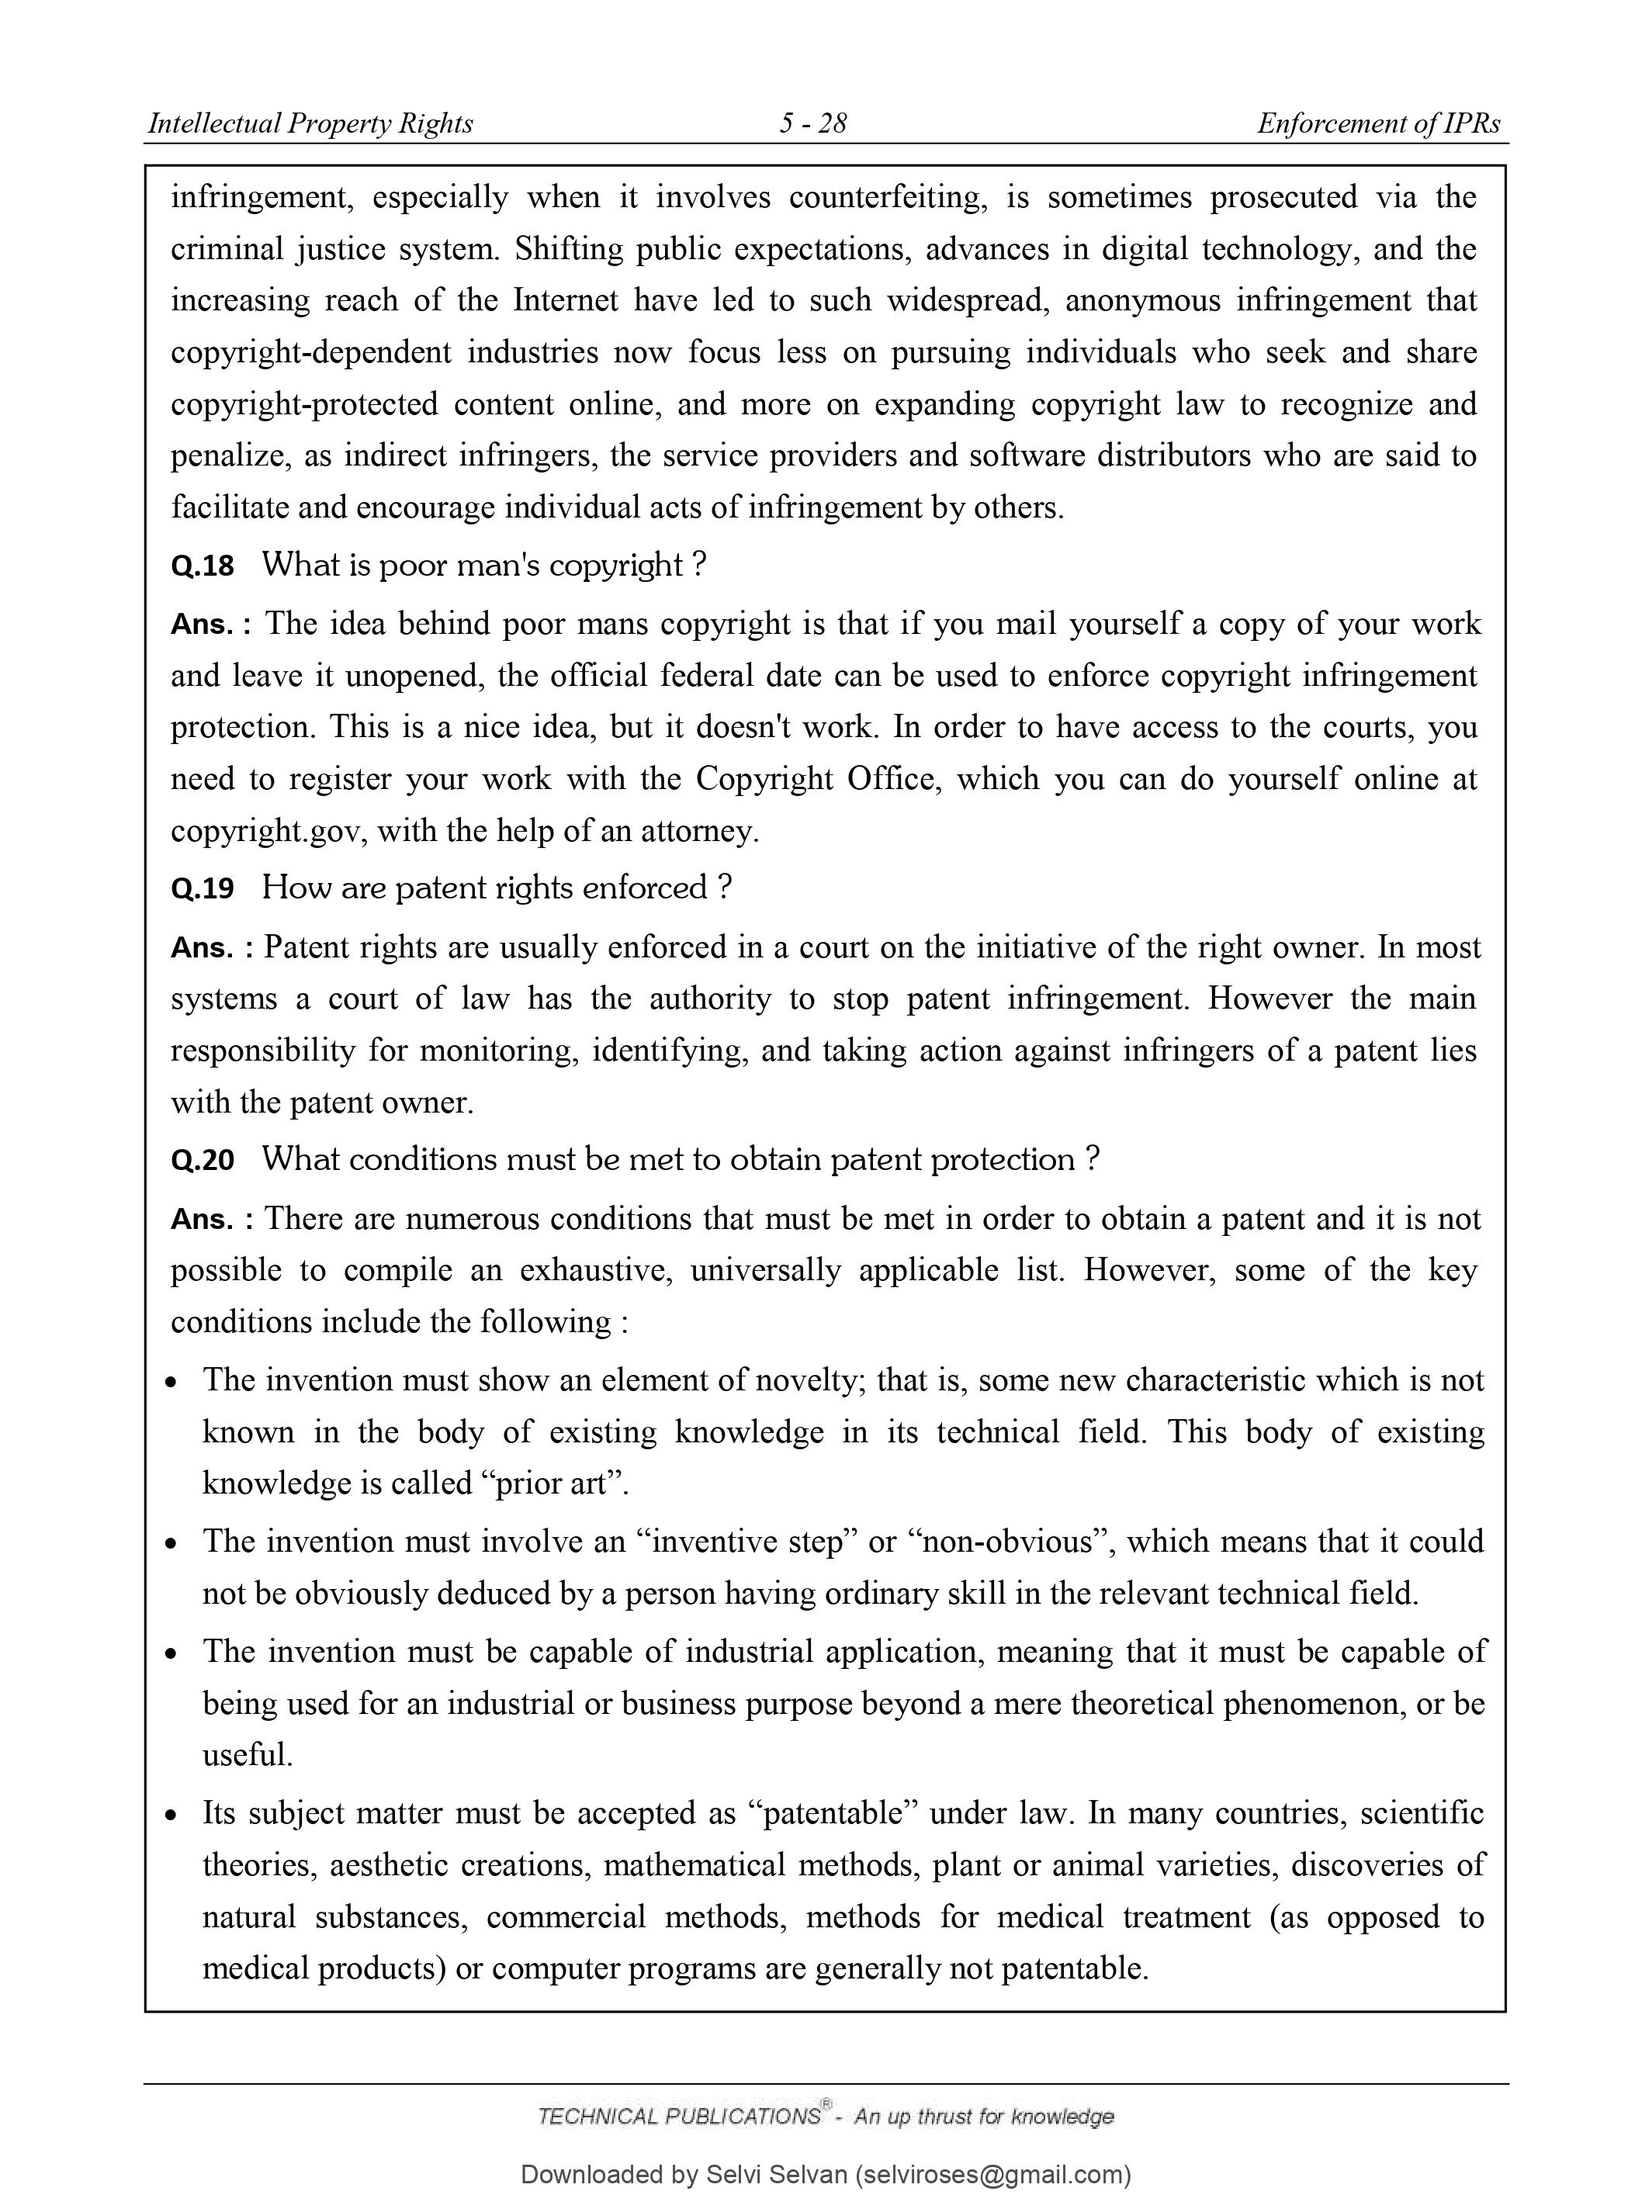 Intellectual Property Rights 5 - 28 Enforcement of IPRs
infringement, especially when it involves counterfeiting, is sometimes prosecuted via the
criminal justice system. Shifting public expectations, advances in digital technology, and the
increasing reach of the Internet have led to such widespread, anonymous infringement that
copyright-dependent industries now focus less on pursuing individuals who seek and share
copyright-protected content online, and more on expanding copyright law to recognize and
penalize, as indirect infringers, the service providers and software distributors who are said to
facilitate and encourage individual acts of infringement by others.
Q.18 What is poor man's copyright ?
Ans. : The idea behind poor mans copyright is that if you mail yourself a copy of your work
and leave it unopened, the official federal date can be used to enforce copyright infringement
protection. This is a nice idea, but it doesn't work. In order to have access to the courts, you
need to register your work with the Copyright Office, which you can do yourself online at
copyright.gov, with the help of an attorney.
Q.19 How are patent rights enforced ?
Ans. : Patent rights are usually enforced in a court on the initiative of the right owner. In most
systems a court of law has the authority to stop patent infringement. However the main
responsibility for monitoring, identifying, and taking action against infringers of a patent lies
with the patent owner.
Q.20 What conditions must be met to obtain patent protection ?
Ans. : There are numerous conditions that must be met in order to obtain a patent and it is not
possible to compile an exhaustive, universally applicable list. However, some of the key
conditions include the following :
• The invention must show an element of novelty; that is, some new characteristic which is not
known in the body of existing knowledge in its technical field. This body of existing
knowledge is called “prior art”.
• The invention must involve an “inventive step” or “non-obvious”, which means that it could
not be obviously deduced by a person having ordinary skill in the relevant technical field.
• The invention must be capable of industrial application, meaning that it must be capable of
being used for an industrial or business purpose beyond a mere theoretical phenomenon, or be
useful.
• Its subject matter must be accepted as “patentable” under law. In many countries, scientific
theories, aesthetic creations, mathematical methods, plant or animal varieties, discoveries of
natural substances, commercial methods, methods for medical treatment (as opposed to
medical products) or computer programs are generally not patentable.
TECHNICAL PUBLICATIONS® - An up thrust for knowledge
Downloaded by Selvi Selvan (selviroses@gmail.com)